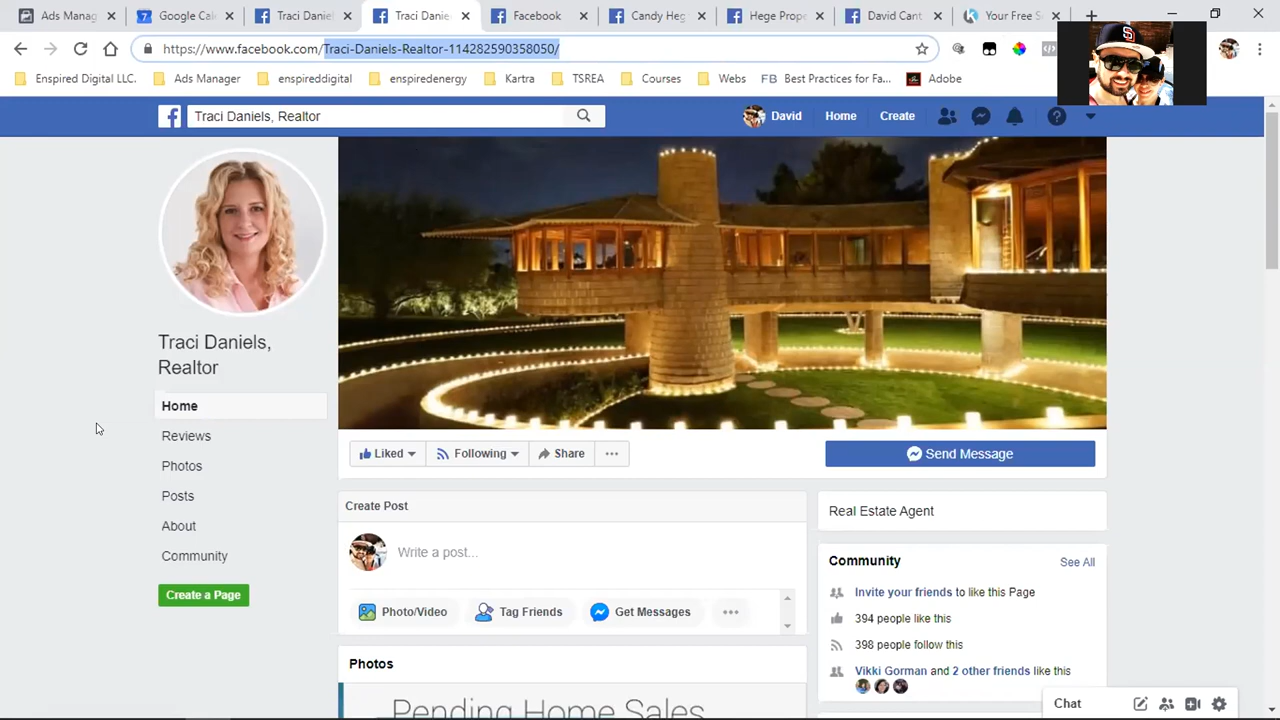 Ads Manag
Google Cale
Traci Daniel
Traci Danie
Facebook
Candy Heg
Hege Prope
David Cant
Your Free S
https://www.facebook.com/Traci-Daniels-Realtor-114282590358050/
Enspired Digital LLC.
Ads Manager
enspireddigital
Enspiredacademy
Kartra
TSREA
Courses
Webs
FB Best Practices for Fa...
Adobe
Traci Daniels, Realtor
David
Home
Create
Traci Daniels,
Realtor
Home
Reviews
Photos
Posts
About
Community
Create a Page
Liked
Following
Share
Send Message
Create Post
Write a post...
Photo/Video
Tag Friends
Get Messages
Photos
Pending Home Sales
Real Estate Agent
Community
See All
Invite your friends to like this Page
394 people like this
398 people follow this
Vikki Gorman and 2 other friends like this
Chat